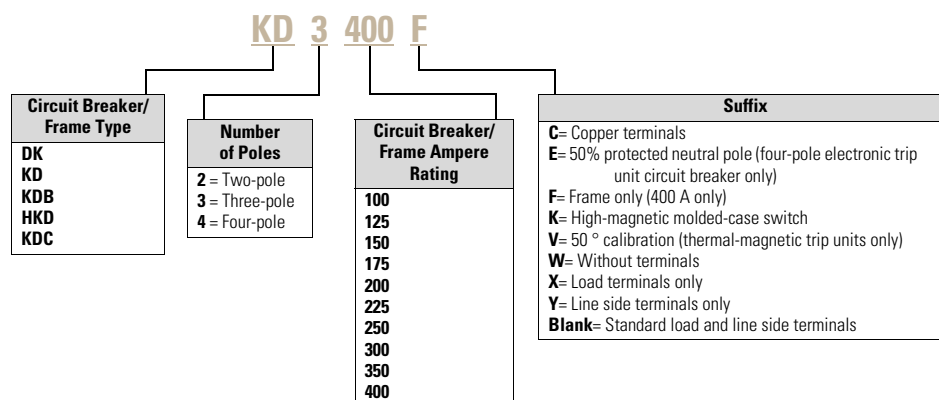 KD 3 400 F
Circuit Breaker/
Frame Type
DK
KD
KDB
HKD
KDC
Number
of Poles
2 = Two-pole
3 = Three-pole
4 = Four-pole
Circuit Breaker/
Frame Ampere
Rating
100
125
150
175
200
225
250
300
350
400
Suffix
C= Copper terminals
E= 50% protected neutral pole (four-pole electronic trip
unit circuit breaker only)
F= Frame only (400 A only)
K= High-magnetic molded-case switch
V= 50 ° calibration (thermal-magnetic trip units only)
W= Without terminals
X= Load terminals only
Y= Line side terminals only
Blank= Standard load and line side terminals